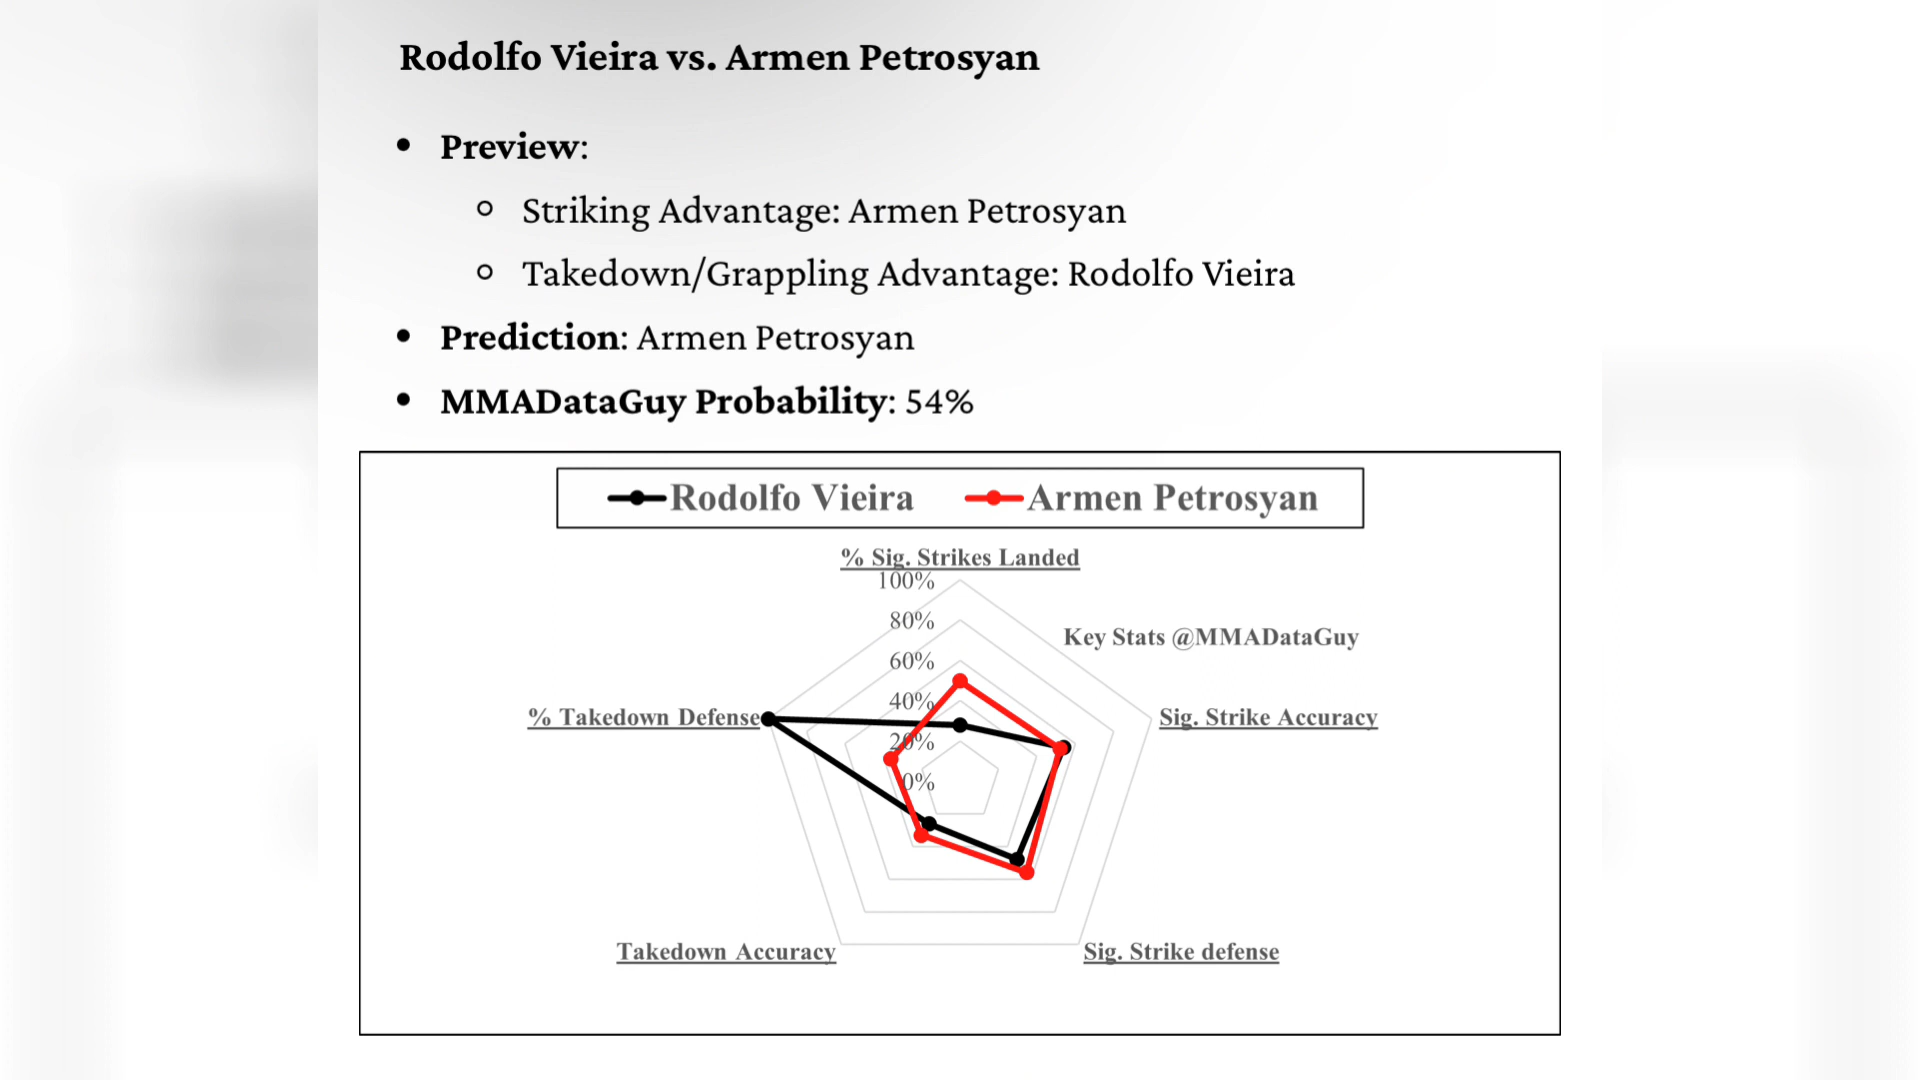 Rodolfo Vieira vs. Armen Petrosyan
• Preview:
○ Striking Advantage: Armen Petrosyan
○ Takedown/Grappling Advantage: Rodolfo Vieira
• Prediction: Armen Petrosyan
• MMADataGuy Probability: 54%
Rodolfo Vieira Armen Petrosyan
% Sig. Strikes Landed
100%
80%
Key Stats @MMADataGuy
60%
40%
% Takedown Defense
Sig. Strike Accuracy
20%
0%
Takedown Accuracy
Sig. Strike defense